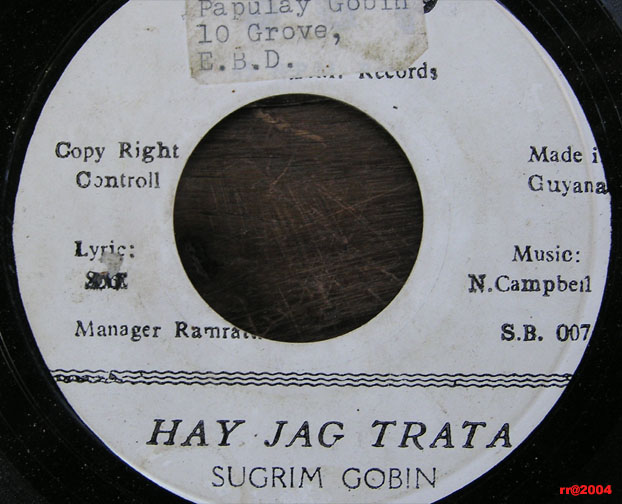 Papulay Gobin
10 Grove,
E.B.D.
Records
Copy Right
Controll
Made i
Guyana
Lyric:
Music:
N.Campbell
Manager Ramrat
S.B. 007
HAY JAG TRATA
SUGRIM GOBIN
rr@2004